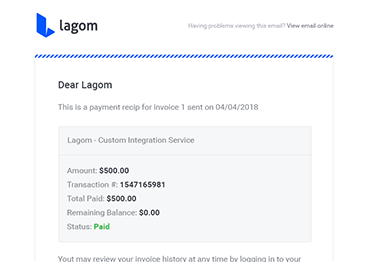 lagom
Having problems viewing this email? View email online
Dear Lagom
This is a payment recip for invoice 1 sent on 04/04/2018
Lagom - Custom Integration Service
Amount: $500.00
Transaction #: 1547165981
Total Paid: $500.00
Remaining Balance: $0.00
Status: Paid
Yout may review your invoice history at any time by logging in to your